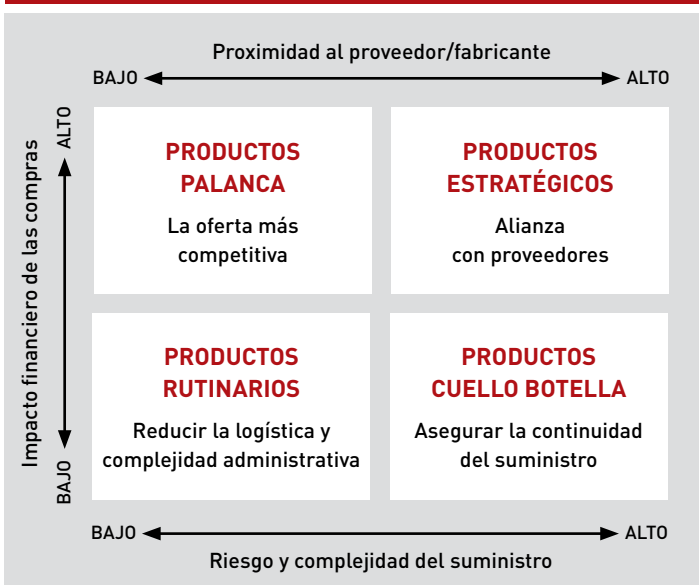 Proximidad al proveedor/fabricante
BAJO
ALTO
Impacto financiero de las compras
ALTO
BAJO
PRODUCTOS
PALANCA
La oferta más
competitiva
PRODUCTOS
ESTRATÉGICOS
Alianza
con proveedores
PRODUCTOS
RUTINARIOS
Reducir la logística y
complejidad administrativa
PRODUCTOS
CUELLO BOTELLA
Asegurar la continuidad
del suministro
BAJO
ALTO
Riesgo y complejidad del suministro